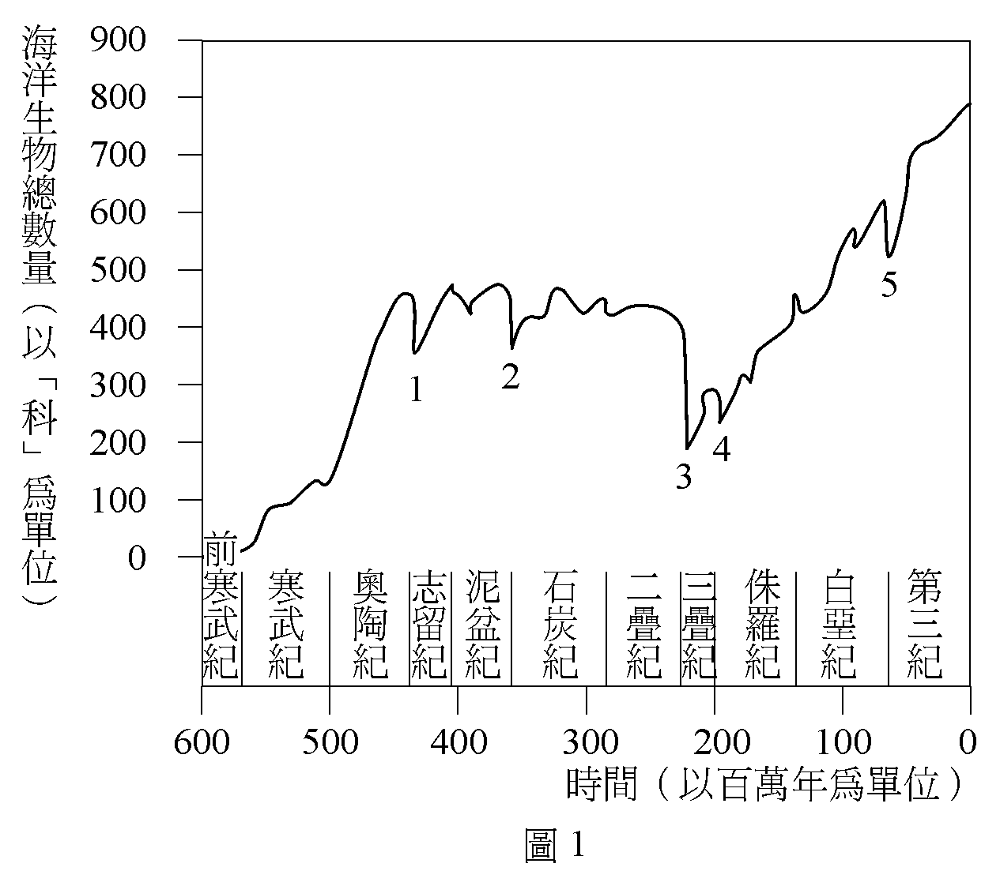 海洋生物總數量（以「科」為單位）
900
800
700
600
500
400
300
200
100
0
1
2
3
4
5
前寒武紀
寒武紀
奧陶紀
志留紀
泥盆紀
石炭紀
二疊紀
三疊紀
侏羅紀
白堊紀
第三紀
600 500 400 300 200 100 0
時間（以百萬年為單位）
圖 1